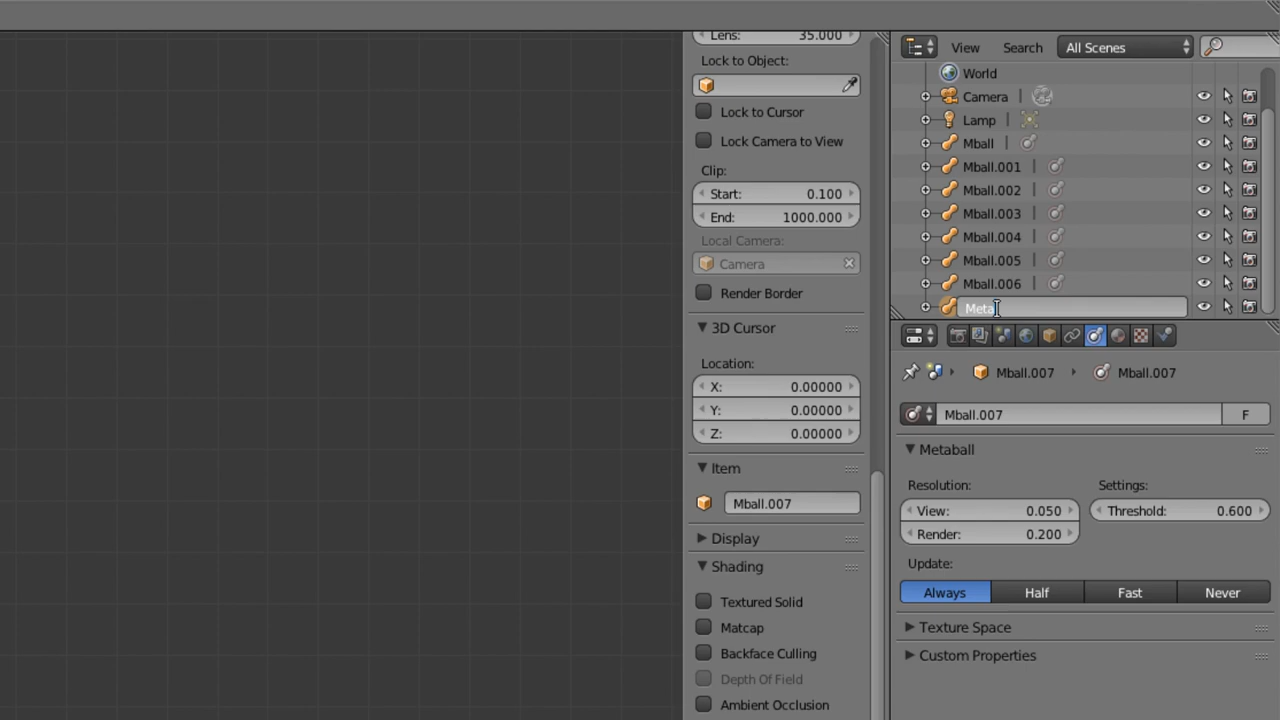 Lens: 35.000
Lock to Object:
Lock to Cursor
Lock Camera to View
Clip:
Start: 0.100
End: 1000.000
Local Camera:
Camera
Render Border
3D Cursor
Location:
X: 0.00000
Y: 0.00000
Z: 0.00000
Item
Mball.007
Display
Shading
Textured Solid
Matcap
Backface Culling
Depth Of Field
Ambient Occlusion
View Search All Scenes
World
Camera
Lamp
Mball
Mball.001
Mball.002
Mball.003
Mball.004
Mball.005
Mball.006
Meta
Mball.007 Mball.007
Mball.007 F
Metaball
Resolution: Settings:
View: 0.050 Threshold: 0.600
Render: 0.200
Update:
Always Half Fast Never
Texture Space
Custom Properties